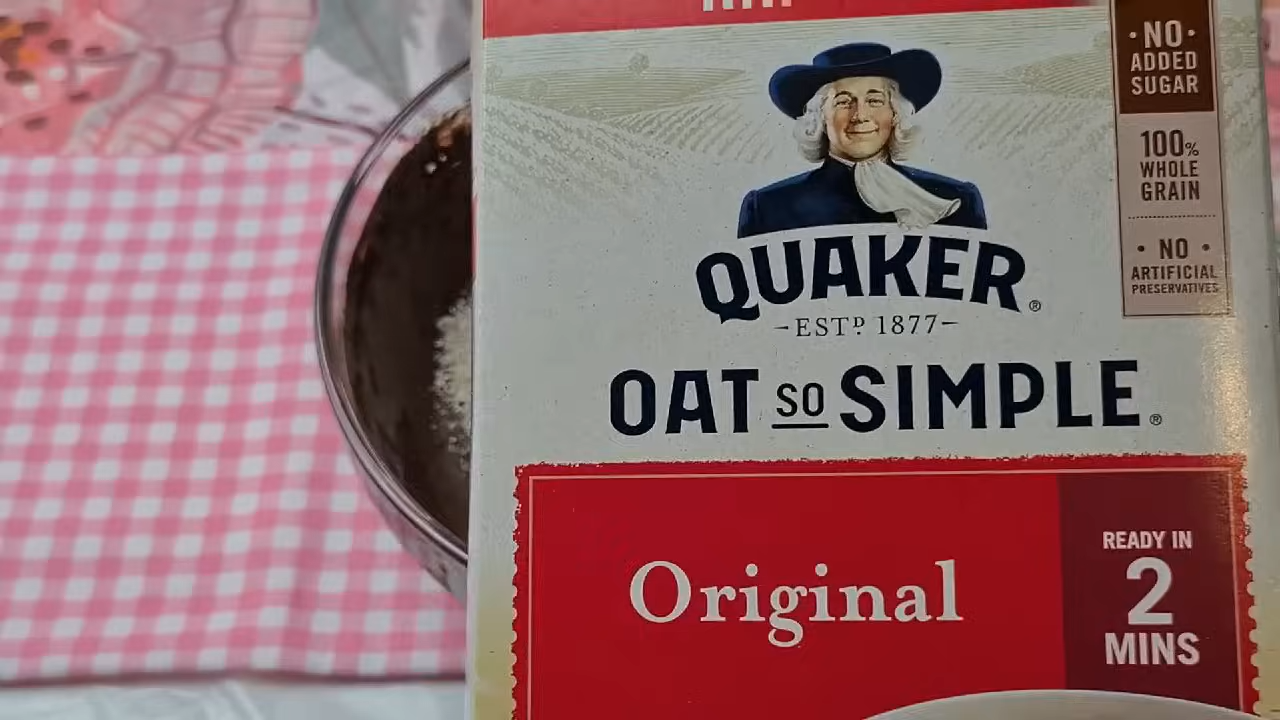 ·NO·
ADDED
SUGAR
100%
WHOLE
GRAIN
· NO ·
ARTIFICIAL
PRESERVATIVES
QUAKER®
-ESTD 1877-
OAT SO SIMPLE®
Original
READY IN
2
MINS